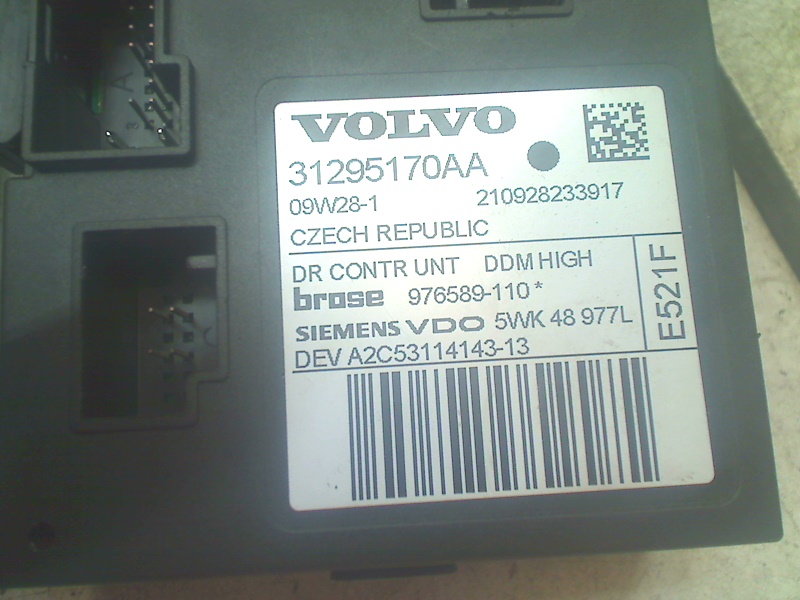 VOLVO
31295170AA
09W28-1 210928233917
CZECH REPUBLIC
DR CONTR UNT DDM HIGH
brose 976589-110*
SIEMENS VDO 5WK 48 977L
DEV A2C53114143-13
E521F
A